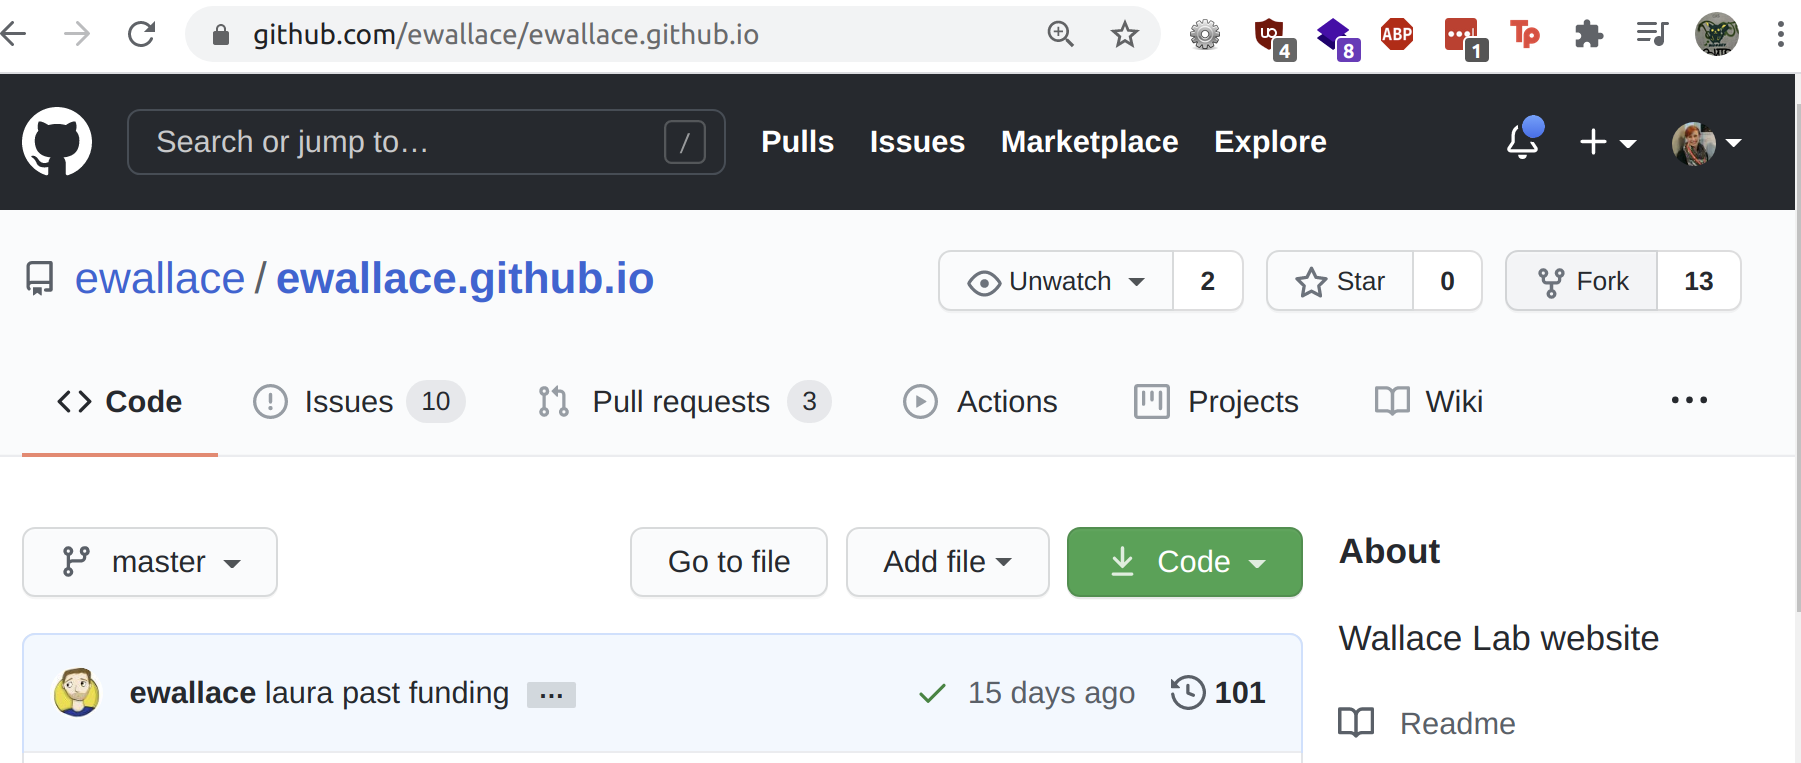 github.com/ewallace/ewallace.github.io
UO 4 8 ABP 1 Tp
Search or jump to… / Pulls Issues Marketplace Explore
ewallace / ewallace.github.io Unwatch 2 Star 0 Fork 13
Code Issues 10 Pull requests 3 Actions Projects Wiki ...
master Go to file Add file Code About
Wallace Lab website
ewallace laura past funding ... 15 days ago 101
Readme